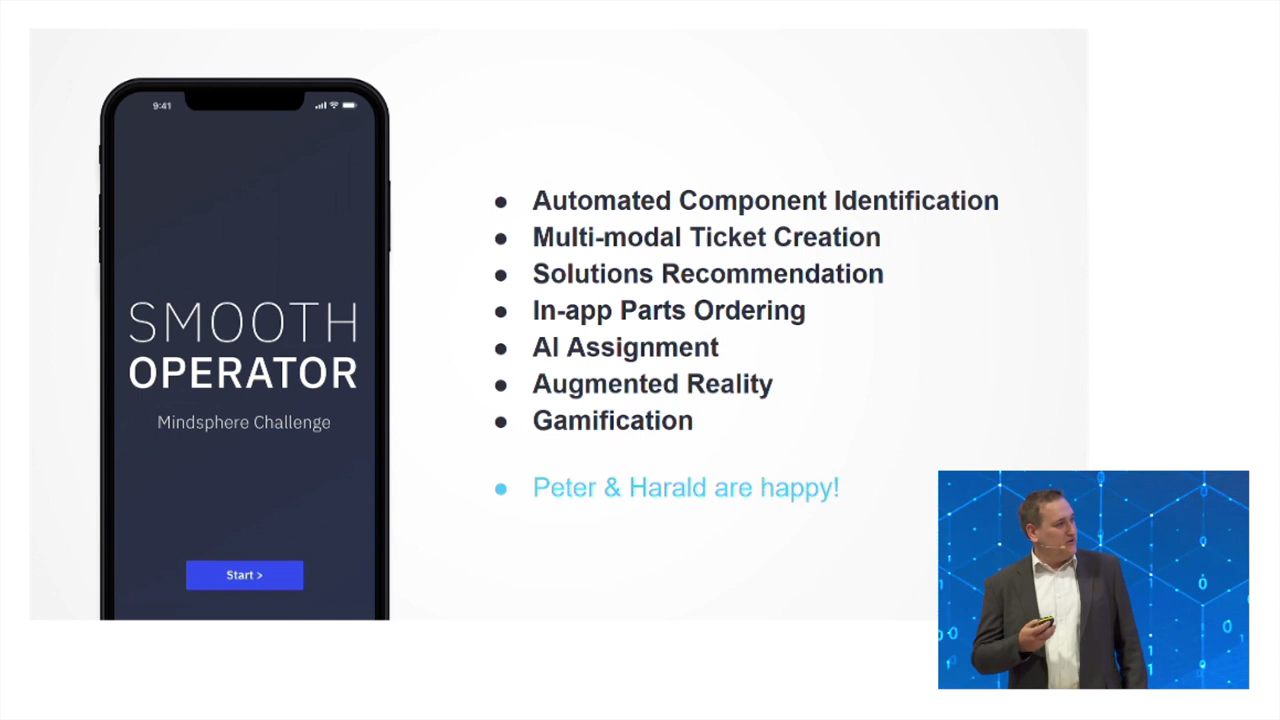 9:41
SMOOTH
OPERATOR
Mindsphere Challenge
Start >
● Automated Component Identification
● Multi-modal Ticket Creation
● Solutions Recommendation
● In-app Parts Ordering
● AI Assignment
● Augmented Reality
● Gamification
● Peter & Harald are happy!